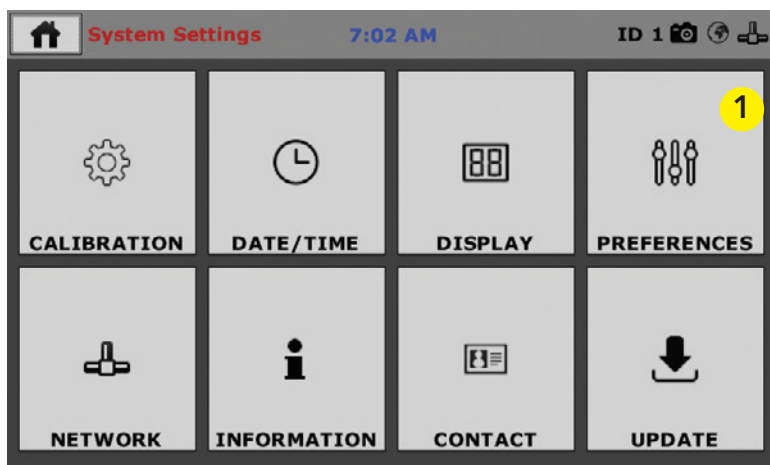 System Settings 7:02 AM ID 1
1
CALIBRATION DATE/TIME 88 DISPLAY PREFERENCES
NETWORK INFORMATION CONTACT UPDATE